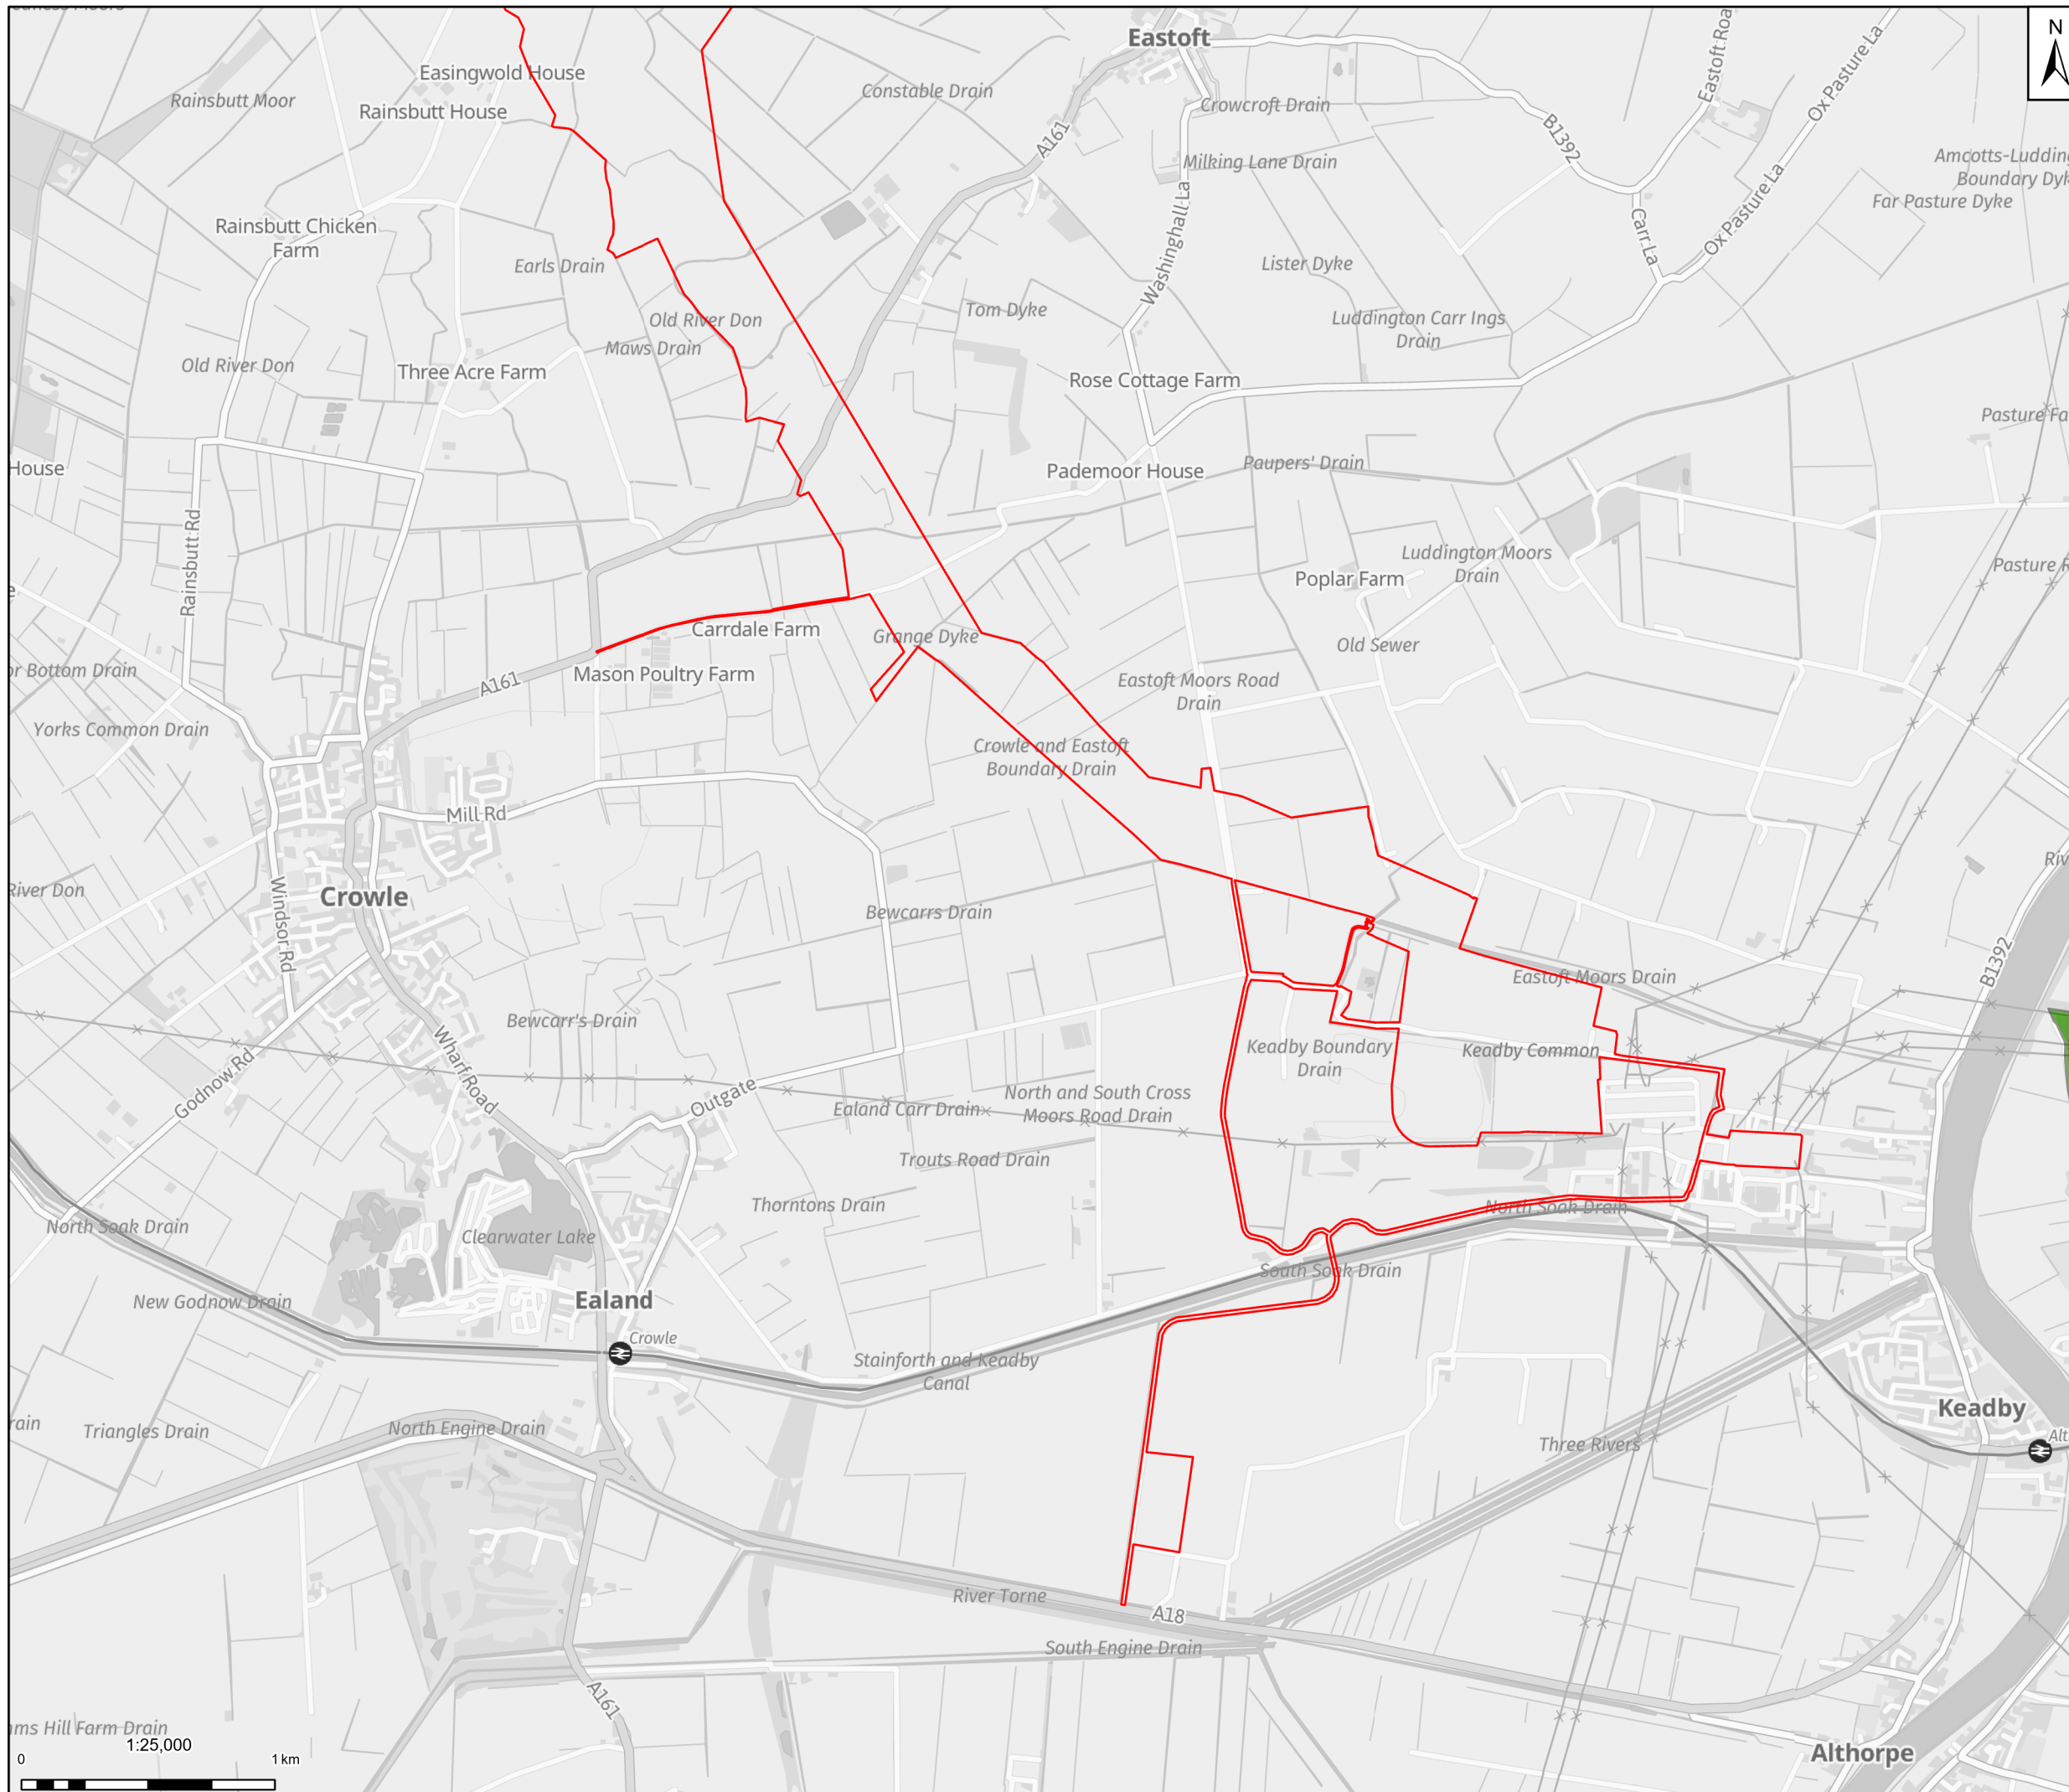 Eastoft
N
Easingwold House
Rainsbutt Moor
Rainsbutt House
Constable Drain
Crowcroft Drain
A161
B1392
Eastoft Roa
Ox Pasture La
Milking Lane Drain
Amcotts-Ludding
Boundary Dyk
Far Pasture Dyke
Rainsbutt Chicken
Farm
Earls Drain
Washinghall La
Lister Dyke
Carr La
Ox Pasture La
Old River Don
Tom Dyke
Luddington Carr Ings
Drain
Maws Drain
Old River Don
Three Acre Farm
Rose Cottage Farm
Pasture Fa
House
Pademoor House
Paupers' Drain
Rainsbutt Rd
Luddington Moors
Drain
Poplar Farm
Pasture R
e
Carrdale Farm
Grange Dyke
Old Sewer
or Bottom Drain
A161
Mason Poultry Farm
Eastoft Moors Road
Drain
Yorks Common Drain
Crowle and Eastoft
Boundary Drain
Mill Rd
Riv
River Don
Crowle
Windsor Rd
Bewcarrs Drain
Eastoft Moors Drain
B1392
Bewcarr's Drain
Keadby Boundary
Drain
Keadby Common
Godnow Rd
Wharf Road
Outgate
Ealand Carr Drain
North and South Cross
Moors Road Drain
Trouts Road Drain
Thorntons Drain
North Soak Drain
North Soak Drain
Clearwater Lake
South Soak Drain
New Godnow Drain
Ealand
Crowle
Stainforth and Keadby
Canal
Keadby
rain
Triangles Drain
North Engine Drain
Three Rivers
Alt
River Torne
A18
South Engine Drain
A161
ms Hill Farm Drain
1:25,000
0
1 km
Althorpe